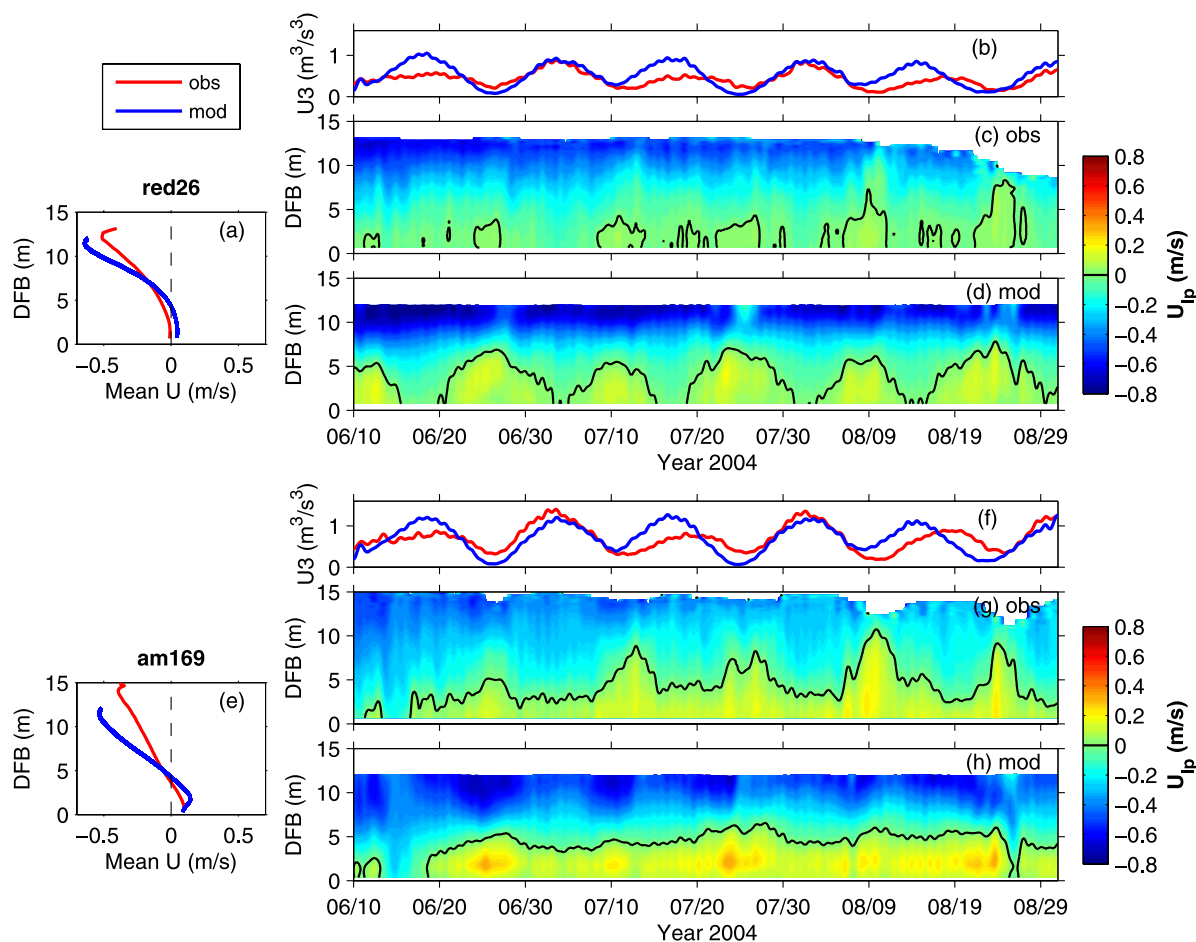 obs
mod
(b)
U3 (m³/s³)
1
0
red26
(a)
DFB (m)
15
10
5
0
−0.5 0 0.5
Mean U (m/s)
(c) obs
DFB (m)
15
10
5
0
(d) mod
DFB (m)
15
10
5
0
06/10 06/20 06/30 07/10 07/20 07/30 08/09 08/19 08/29
Year 2004
0.8
0.6
0.4
0.2
0
−0.2
−0.4
−0.6
−0.8
U_lp (m/s)
(f)
U3 (m³/s³)
1
0
am169
(e)
DFB (m)
15
10
5
0
−0.5 0 0.5
Mean U (m/s)
(g) obs
DFB (m)
15
10
5
0
(h) mod
DFB (m)
15
10
5
0
06/10 06/20 06/30 07/10 07/20 07/30 08/09 08/19 08/29
Year 2004
0.8
0.6
0.4
0.2
0
−0.2
−0.4
−0.6
−0.8
U_lp (m/s)